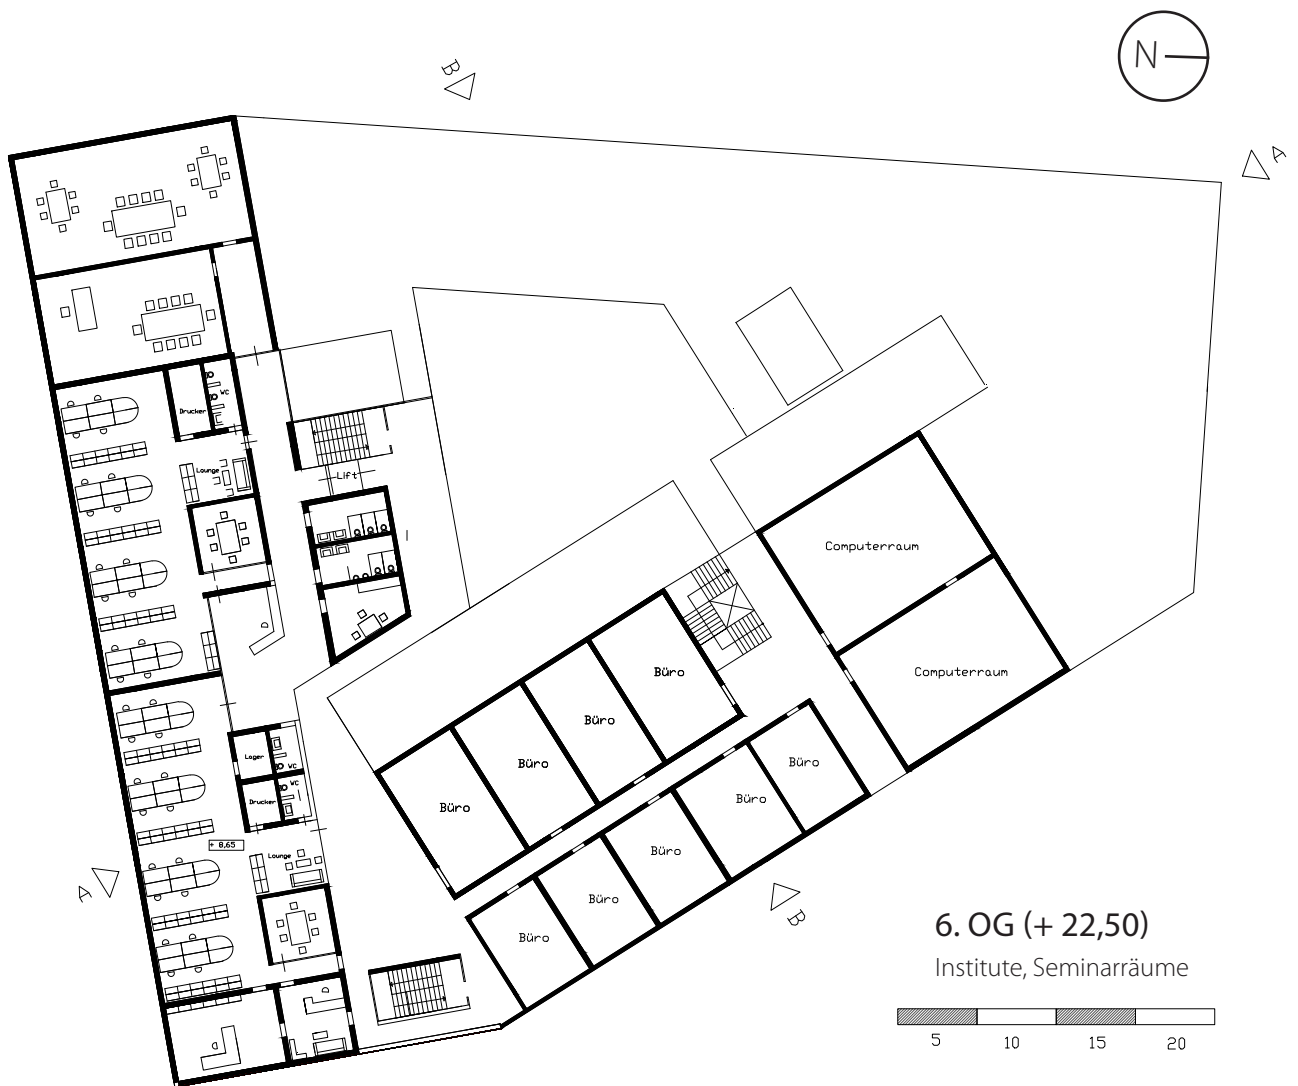 N
B
A
Drucker
WC
Lounge
Lift
Computerraum
Computerraum
Büro
Büro
Büro
Büro
Lager
WC
WC
Drucker
+ 8,65
Lounge
Büro
Büro
Büro
Büro
Büro
A
B
6. OG (+ 22,50)
Institute, Seminarräume
5 10 15 20